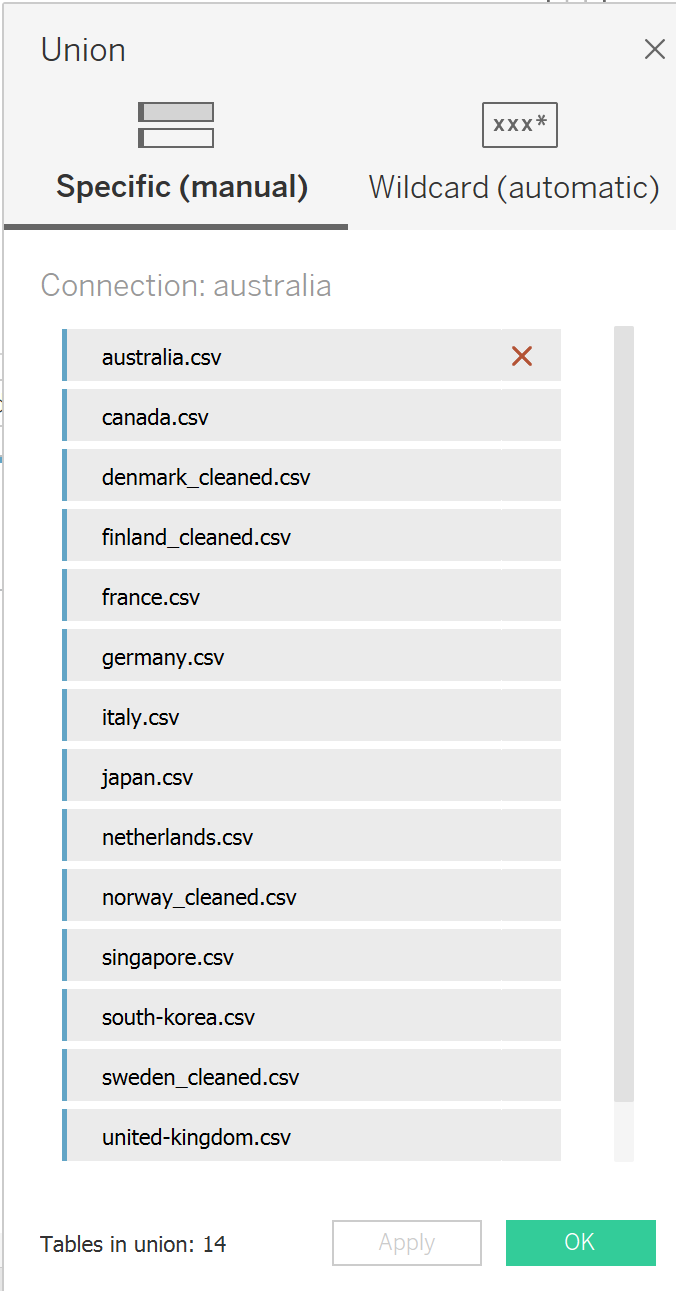 Union
xxx*
Specific (manual)
Wildcard (automatic)
Connection: australia
australia.csv
canada.csv
denmark_cleaned.csv
finland_cleaned.csv
france.csv
germany.csv
italy.csv
japan.csv
netherlands.csv
norway_cleaned.csv
singapore.csv
south-korea.csv
sweden_cleaned.csv
united-kingdom.csv
Tables in union: 14
Apply
OK